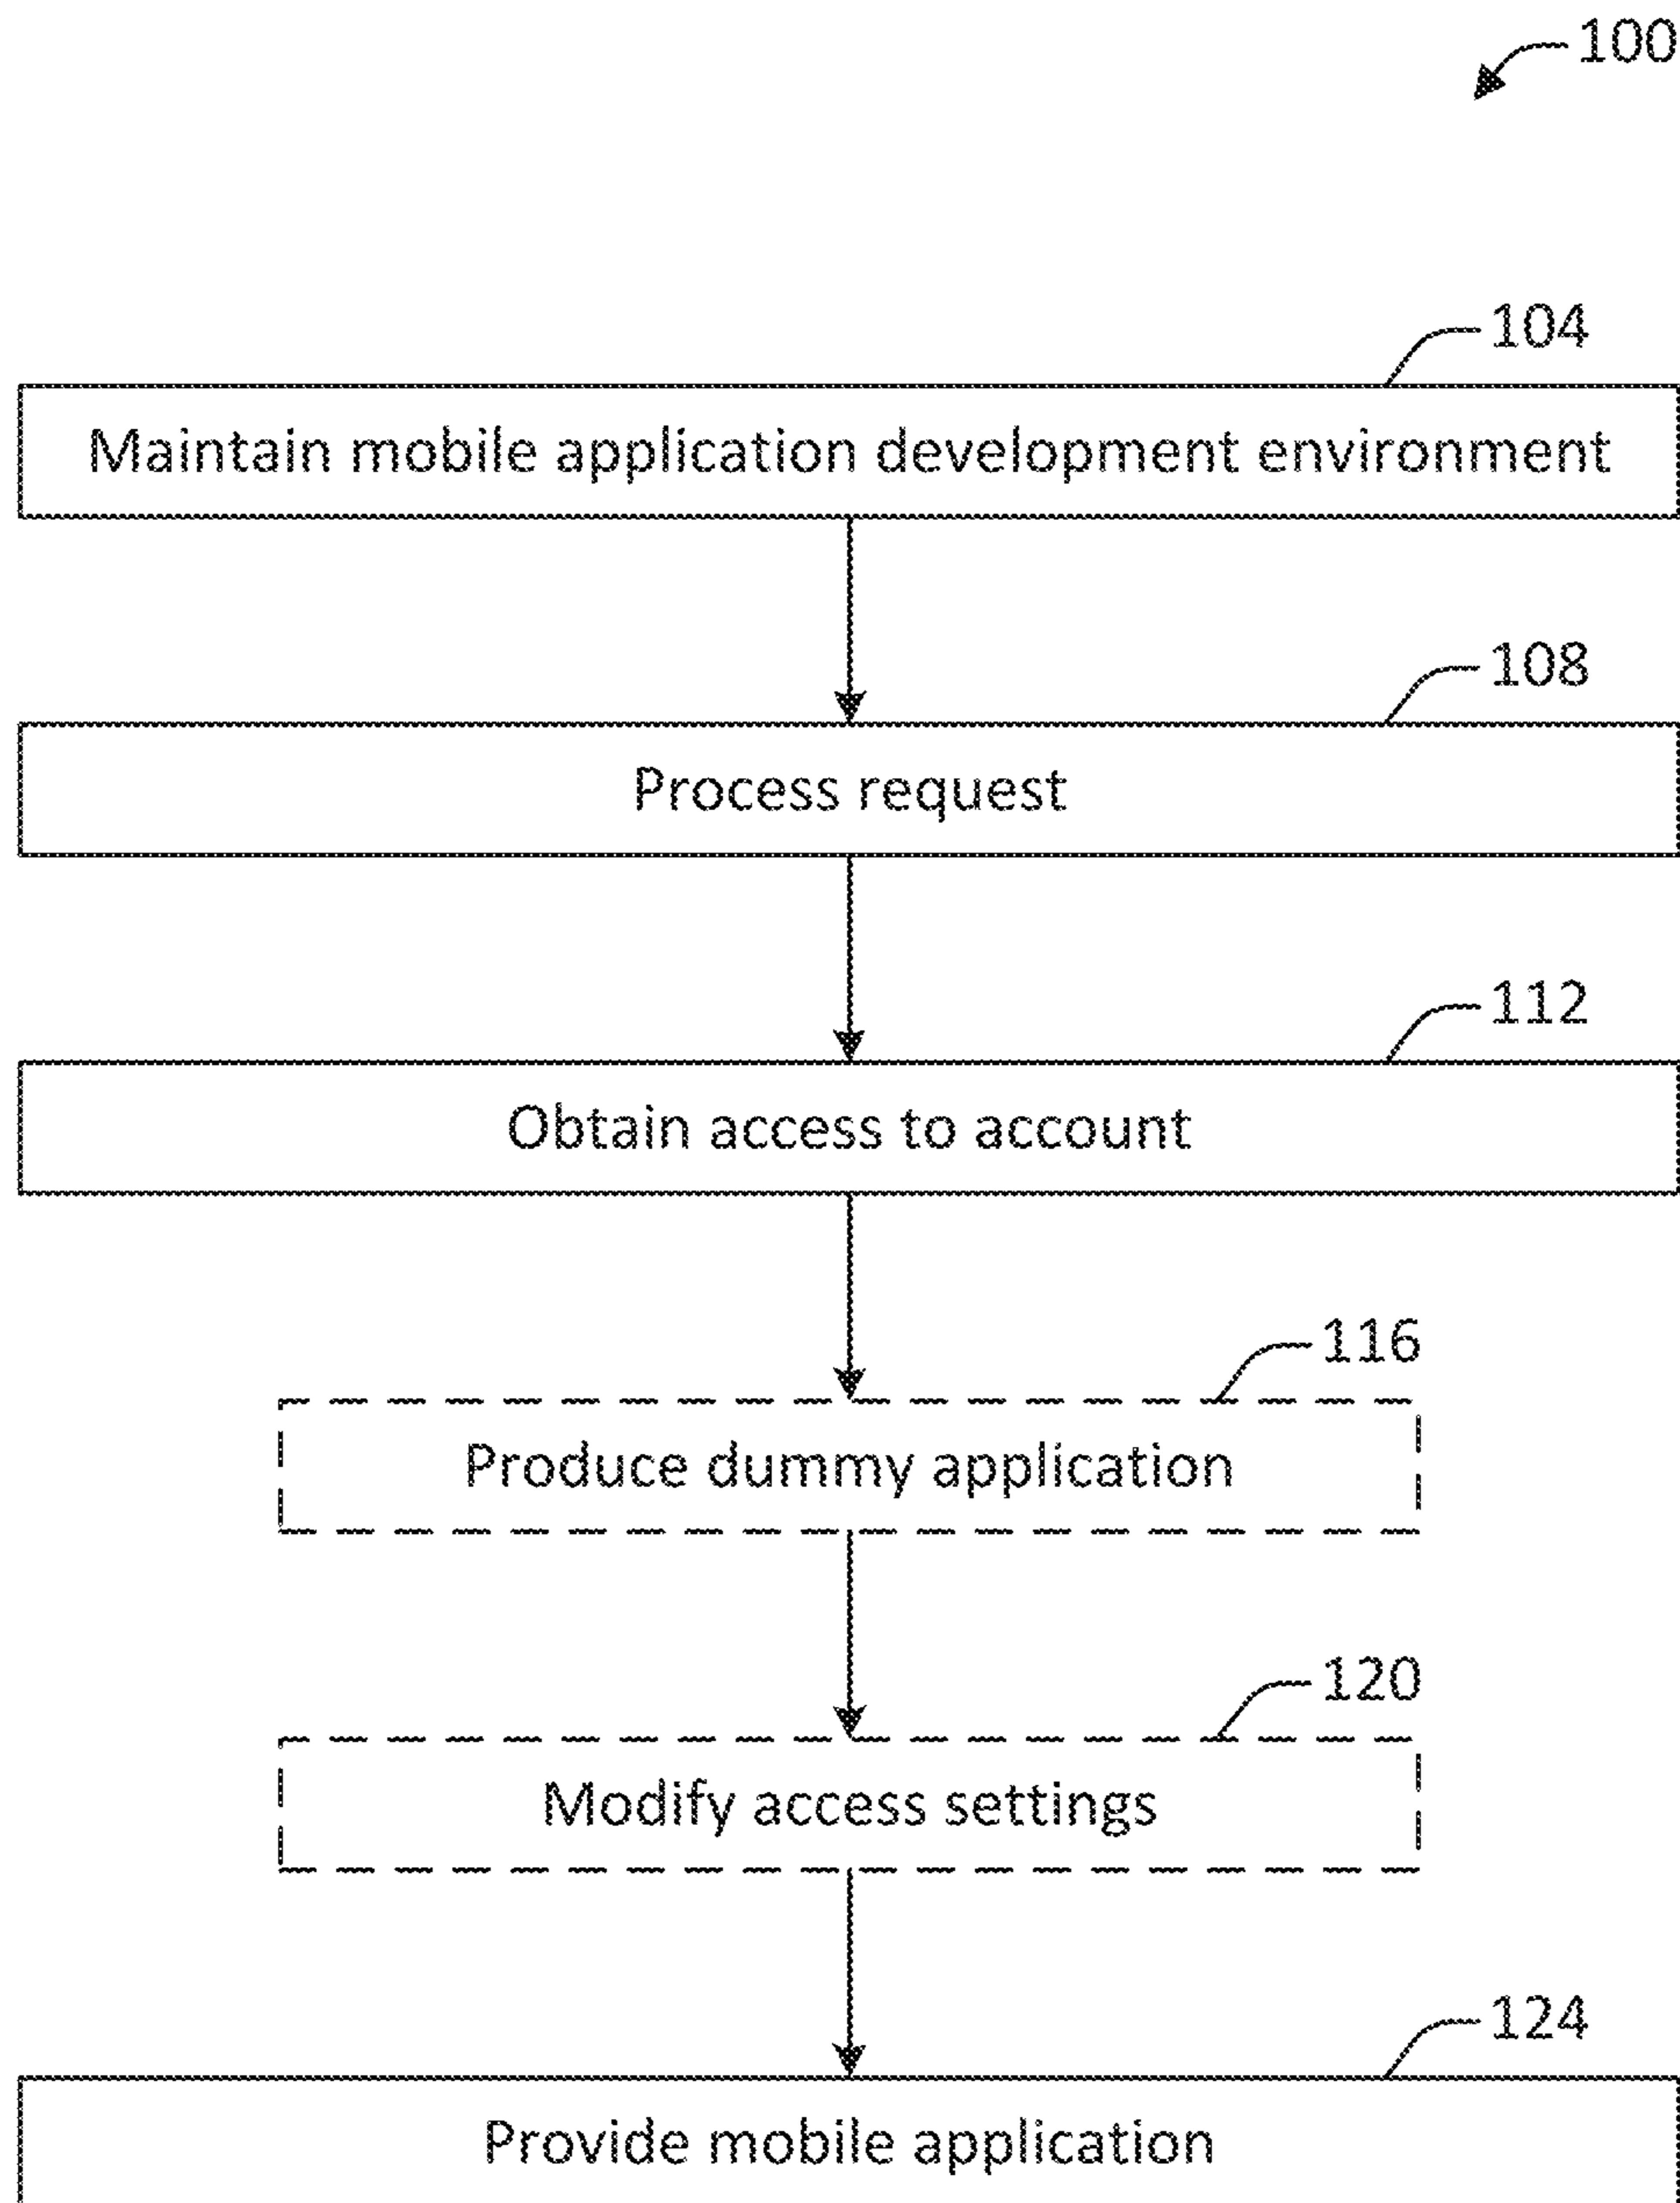 100
104
Maintain mobile application development environment
108
Process request
112
Obtain access to account
116
Produce dummy application
120
Modify access settings
124
Provide mobile application